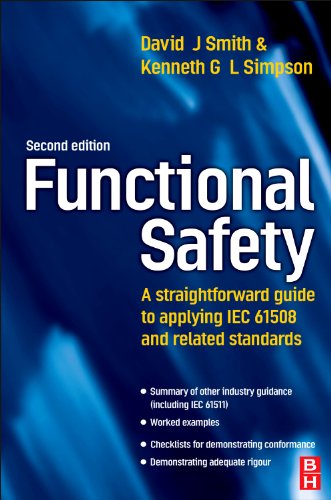 David J Smith &
Kenneth G L Simpson
Second edition
Functional
Safety
A straightforward guide
to applying IEC 61508
and related standards
• Summary of other industry guidance
(including IEC 61511)
• Worked examples
• Checklists for demonstrating conformance
• Demonstrating adequate rigour
B
H